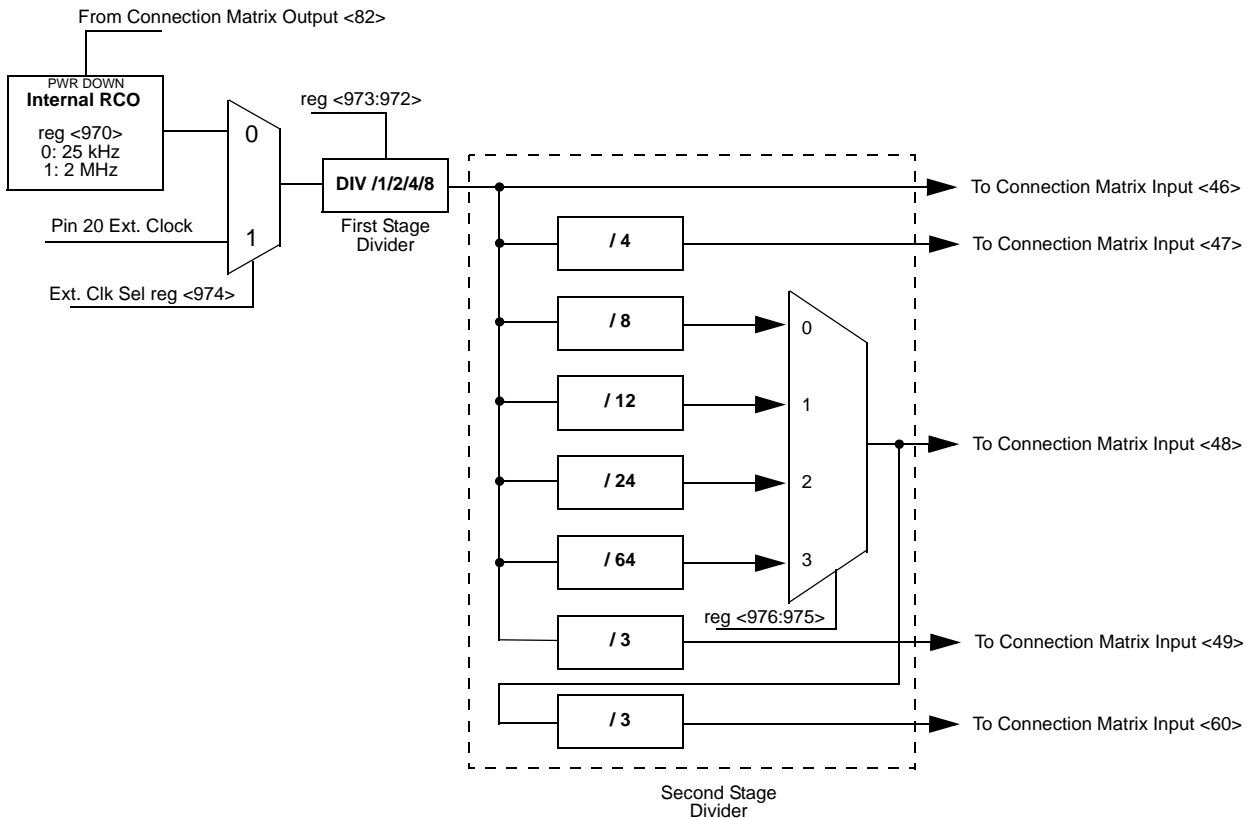 From Connection Matrix Output <82>
PWR DOWN
Internal RCO
reg <970>
0: 25 kHz
1: 2 MHz
0
1
Pin 20 Ext. Clock
Ext. Clk Sel reg <974>
reg <973:972>
DIV /1/2/4/8
First Stage
Divider
To Connection Matrix Input <46>
/ 4
To Connection Matrix Input <47>
/ 8
0
/ 12
1
To Connection Matrix Input <48>
/ 24
2
/ 64
3
reg <976:975>
/ 3
To Connection Matrix Input <49>
/ 3
To Connection Matrix Input <60>
Second Stage
Divider